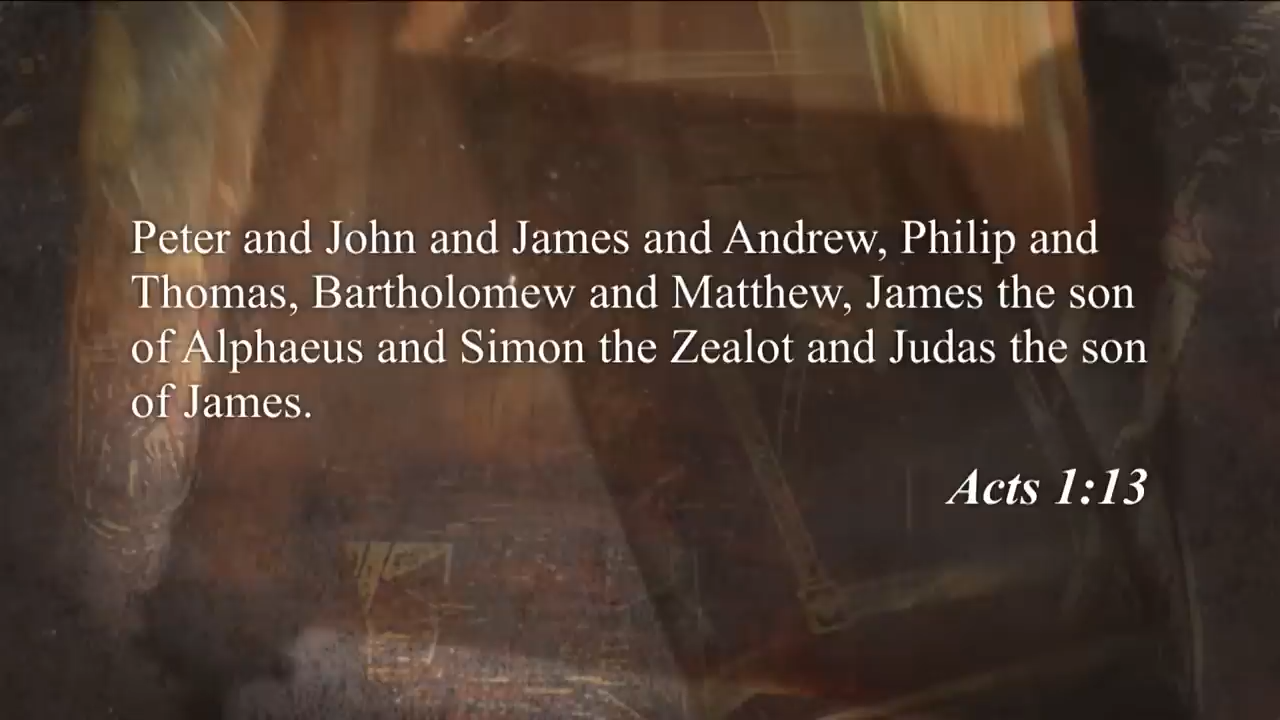 Peter and John and James and Andrew, Philip and
Thomas, Bartholomew and Matthew, James the son
of Alphaeus and Simon the Zealot and Judas the son
of James.
Acts 1:13